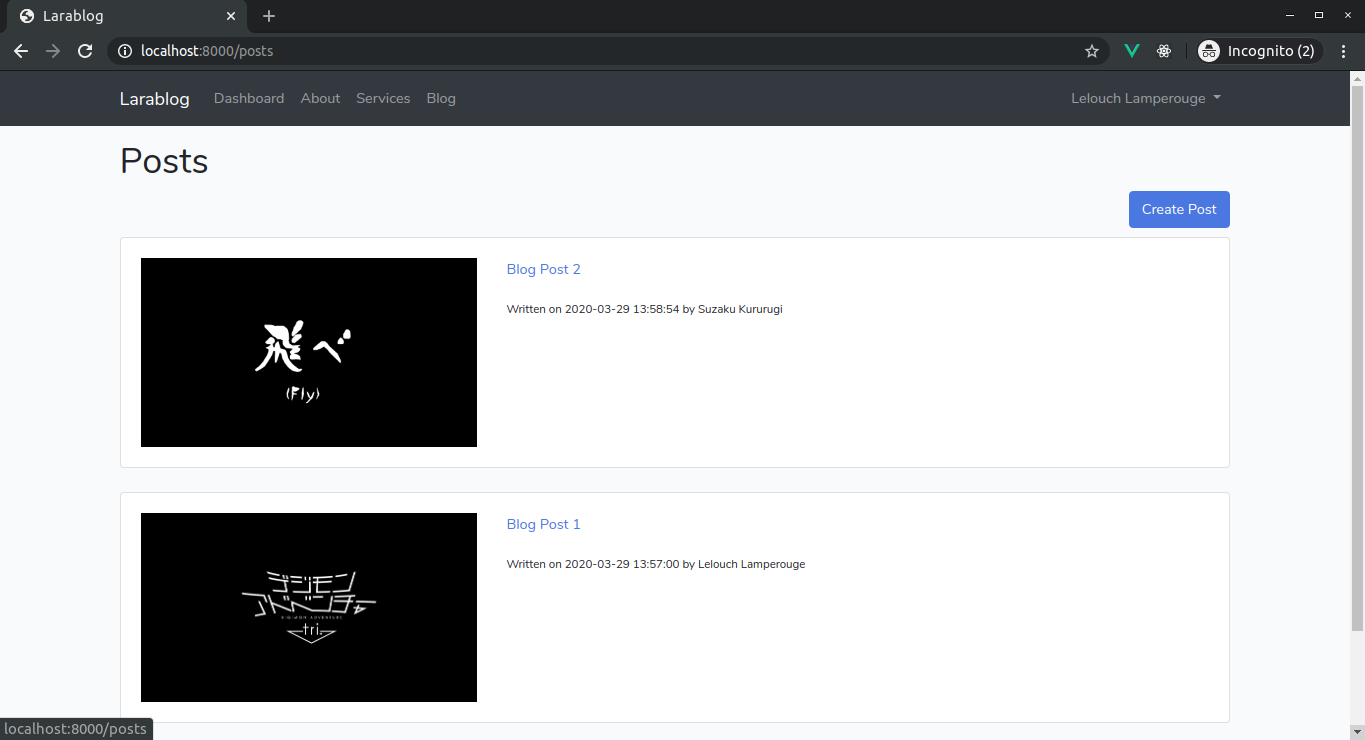 Larablog
localhost:8000/posts
Incognito (2)
Larablog Dashboard About Services Blog Lelouch Lamperouge
Posts
Create Post
飛べ
(Fly)
Blog Post 2
Written on 2020-03-29 13:58:54 by Suzaku Kururugi
デジモン
アドベンチャー
DIGIMON ADVENTURE
tri.
Blog Post 1
Written on 2020-03-29 13:57:00 by Lelouch Lamperouge
localhost:8000/posts